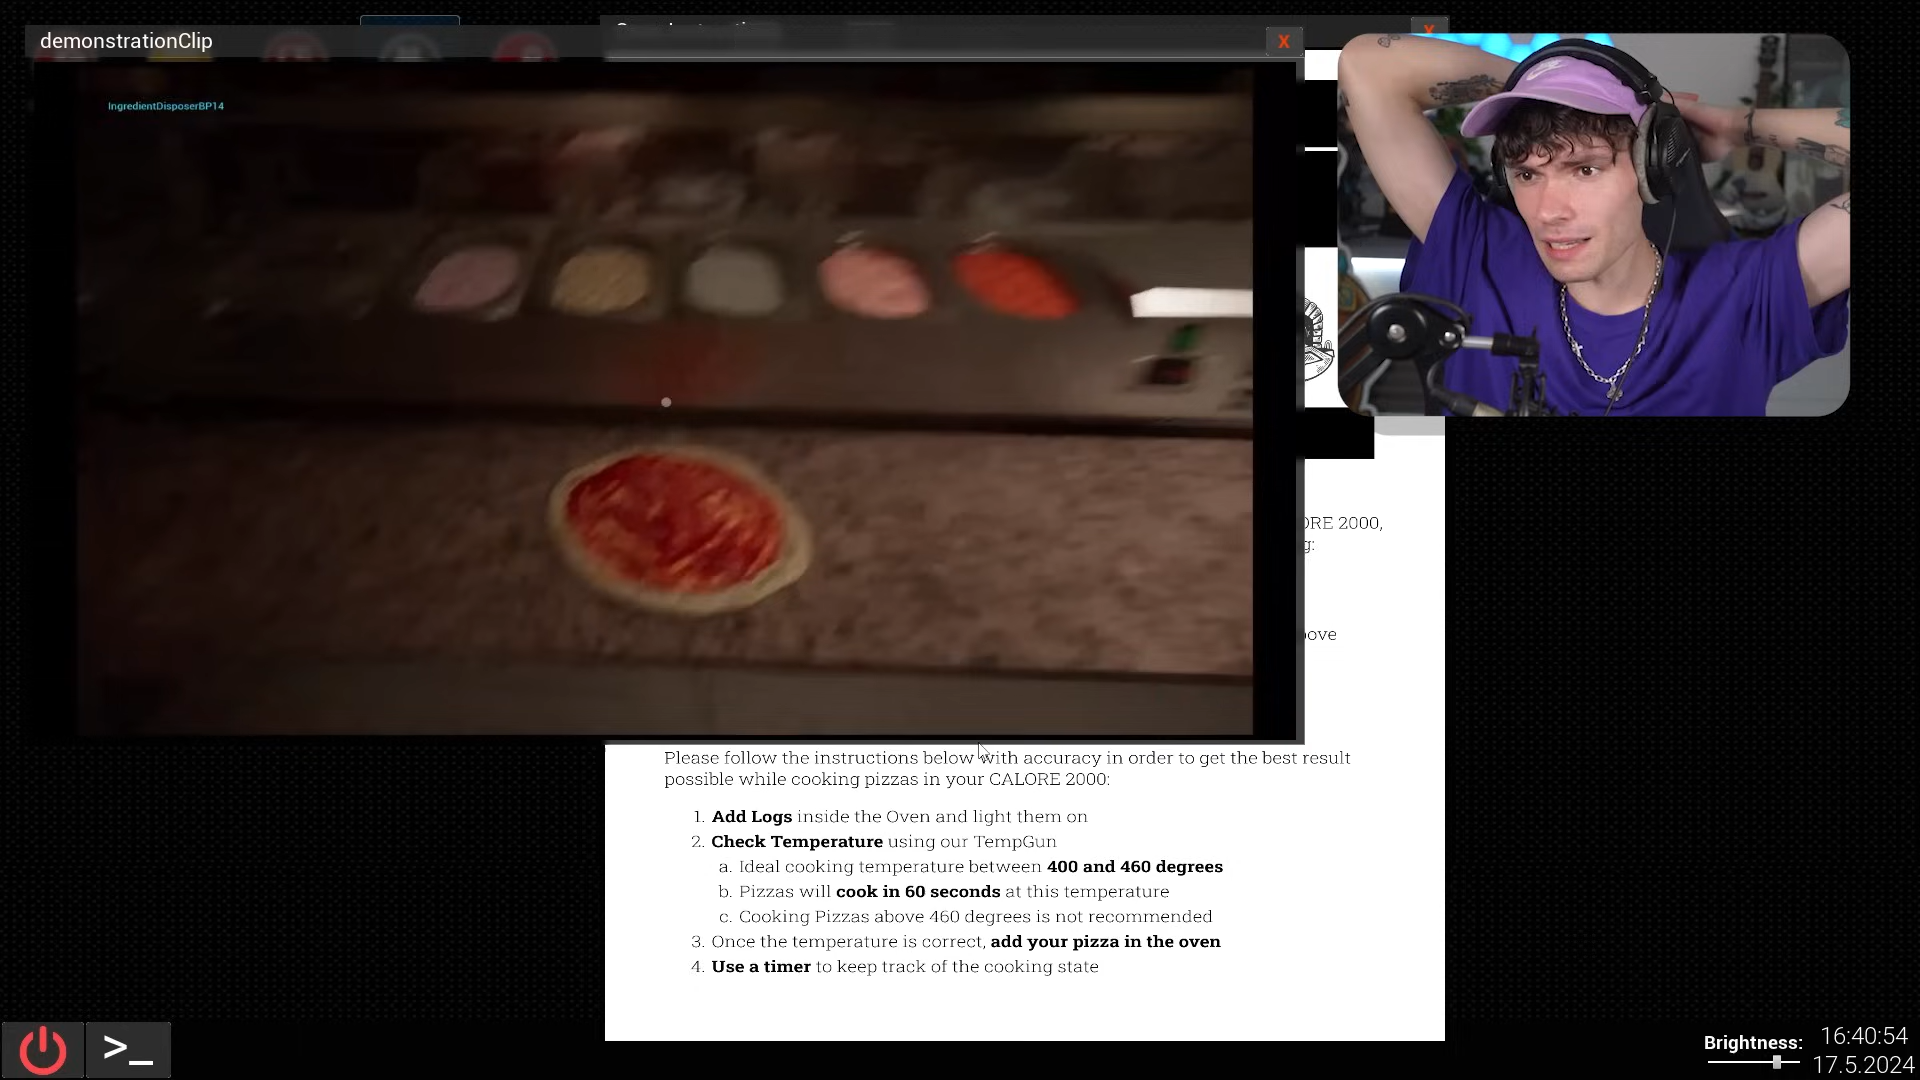 demonstrationClip
X
X
IngredientDisposerBP14
ORE 2000,
g:
Please follow the instructions below with accuracy in order to get the best result
possible while cooking pizzas in your CALORE 2000:
1. Add Logs inside the Oven and light them on
2. Check Temperature using our TempGun
a. Ideal cooking temperature between 400 and 460 degrees
b. Pizzas will cook in 60 seconds at this temperature
c. Cooking Pizzas above 460 degrees is not recommended
3. Once the temperature is correct, add your pizza in the oven
4. Use a timer to keep track of the cooking state
>_
Brightness:
16:40:54
17.5.2024